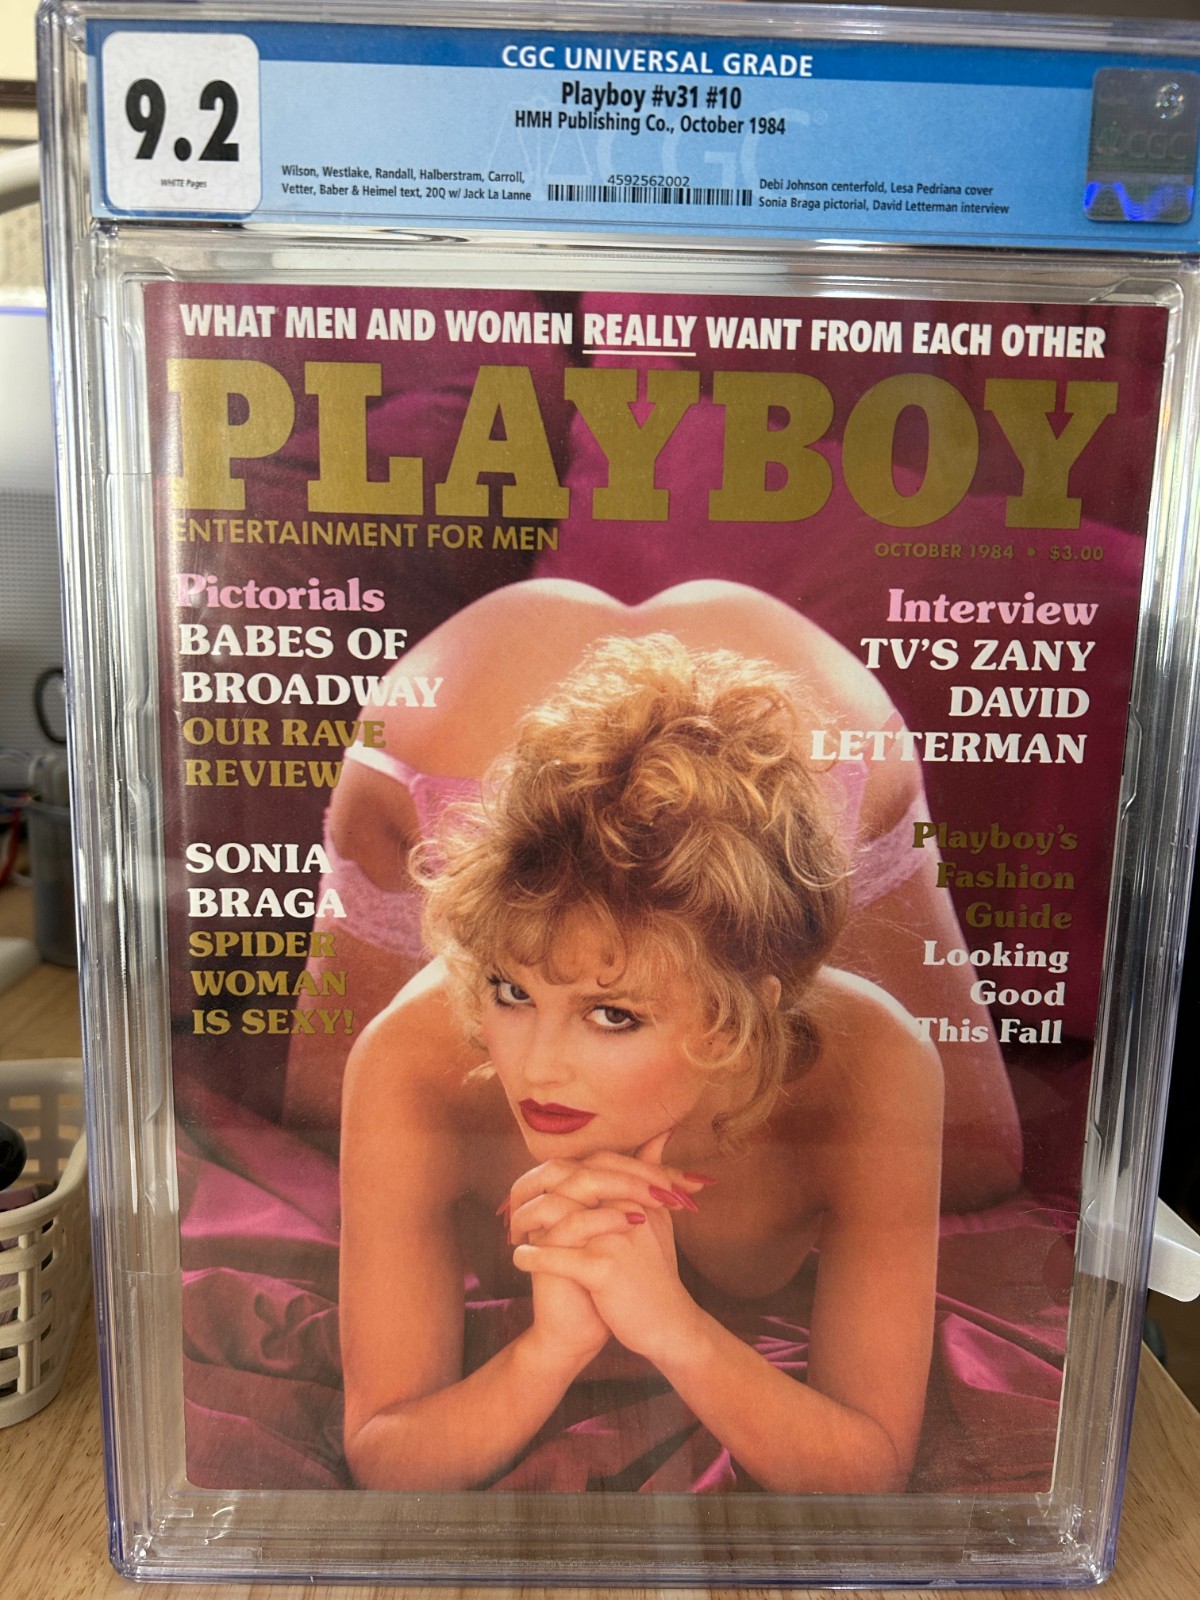 CGC UNIVERSAL GRADE
9.2
WHITE Pages
Playboy #v31 #10
HMH Publishing Co., October 1984
Wilson, Westlake, Randall, Halberstram, Carroll,
Vetter, Baber & Heimel text, 20Q w/ Jack La Lanne
4592562002
Debi Johnson centerfold, Lesa Pedriana cover
Sonia Braga pictorial, David Letterman interview
CGC
CGC
WHAT MEN AND WOMEN REALLY WANT FROM EACH OTHER
PLAYBOY
ENTERTAINMENT FOR MEN
OCTOBER 1984 • $3.00
Pictorials
BABES OF
BROADWAY
OUR RAVE
REVIEW
SONIA
BRAGA
SPIDER
WOMAN
IS SEXY!
Interview
TV'S ZANY
DAVID
LETTERMAN
Playboy's
Fashion
Guide
Looking
Good
This Fall